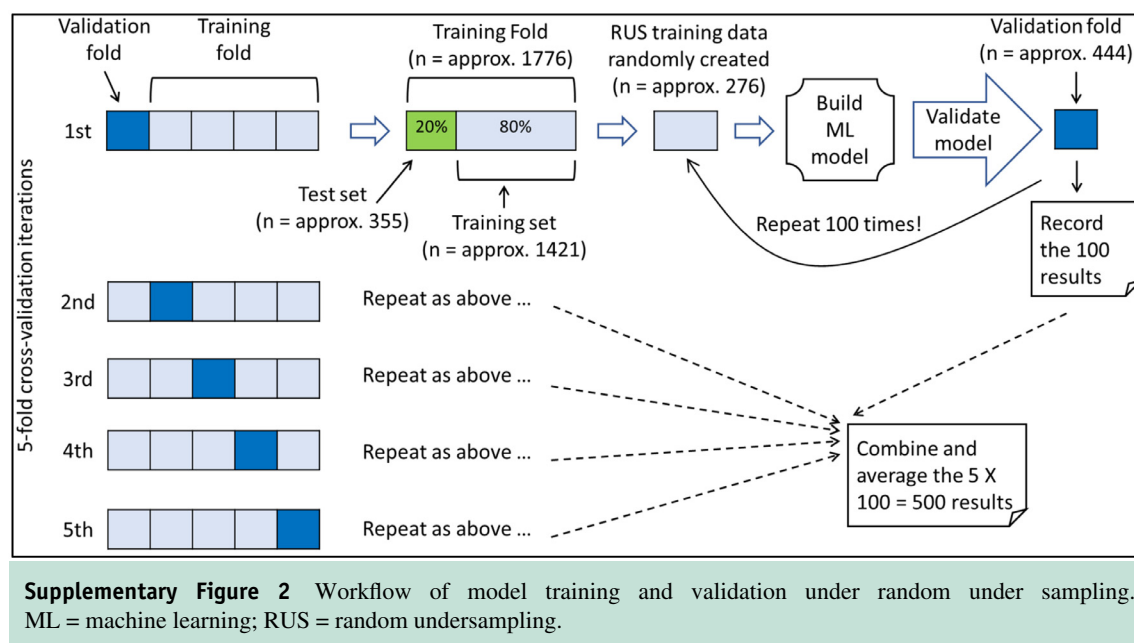 Validation
fold
Training
fold
Training Fold
(n = approx. 1776)
RUS training data
randomly created
(n = approx. 276)
Validation fold
(n = approx. 444)
5-fold cross-validation iterations
1st
20%
80%
Build
ML
model
Validate
model
Test set
(n = approx. 355)
Training set
(n = approx. 1421)
Repeat 100 times!
Record
the 100
results
2nd
Repeat as above ...
3rd
Repeat as above ...
4th
Repeat as above ...
Combine and
average the 5 X
100 = 500 results
5th
Repeat as above ...
Supplementary Figure 2 Workflow of model training and validation under random under sampling.
ML = machine learning; RUS = random undersampling.